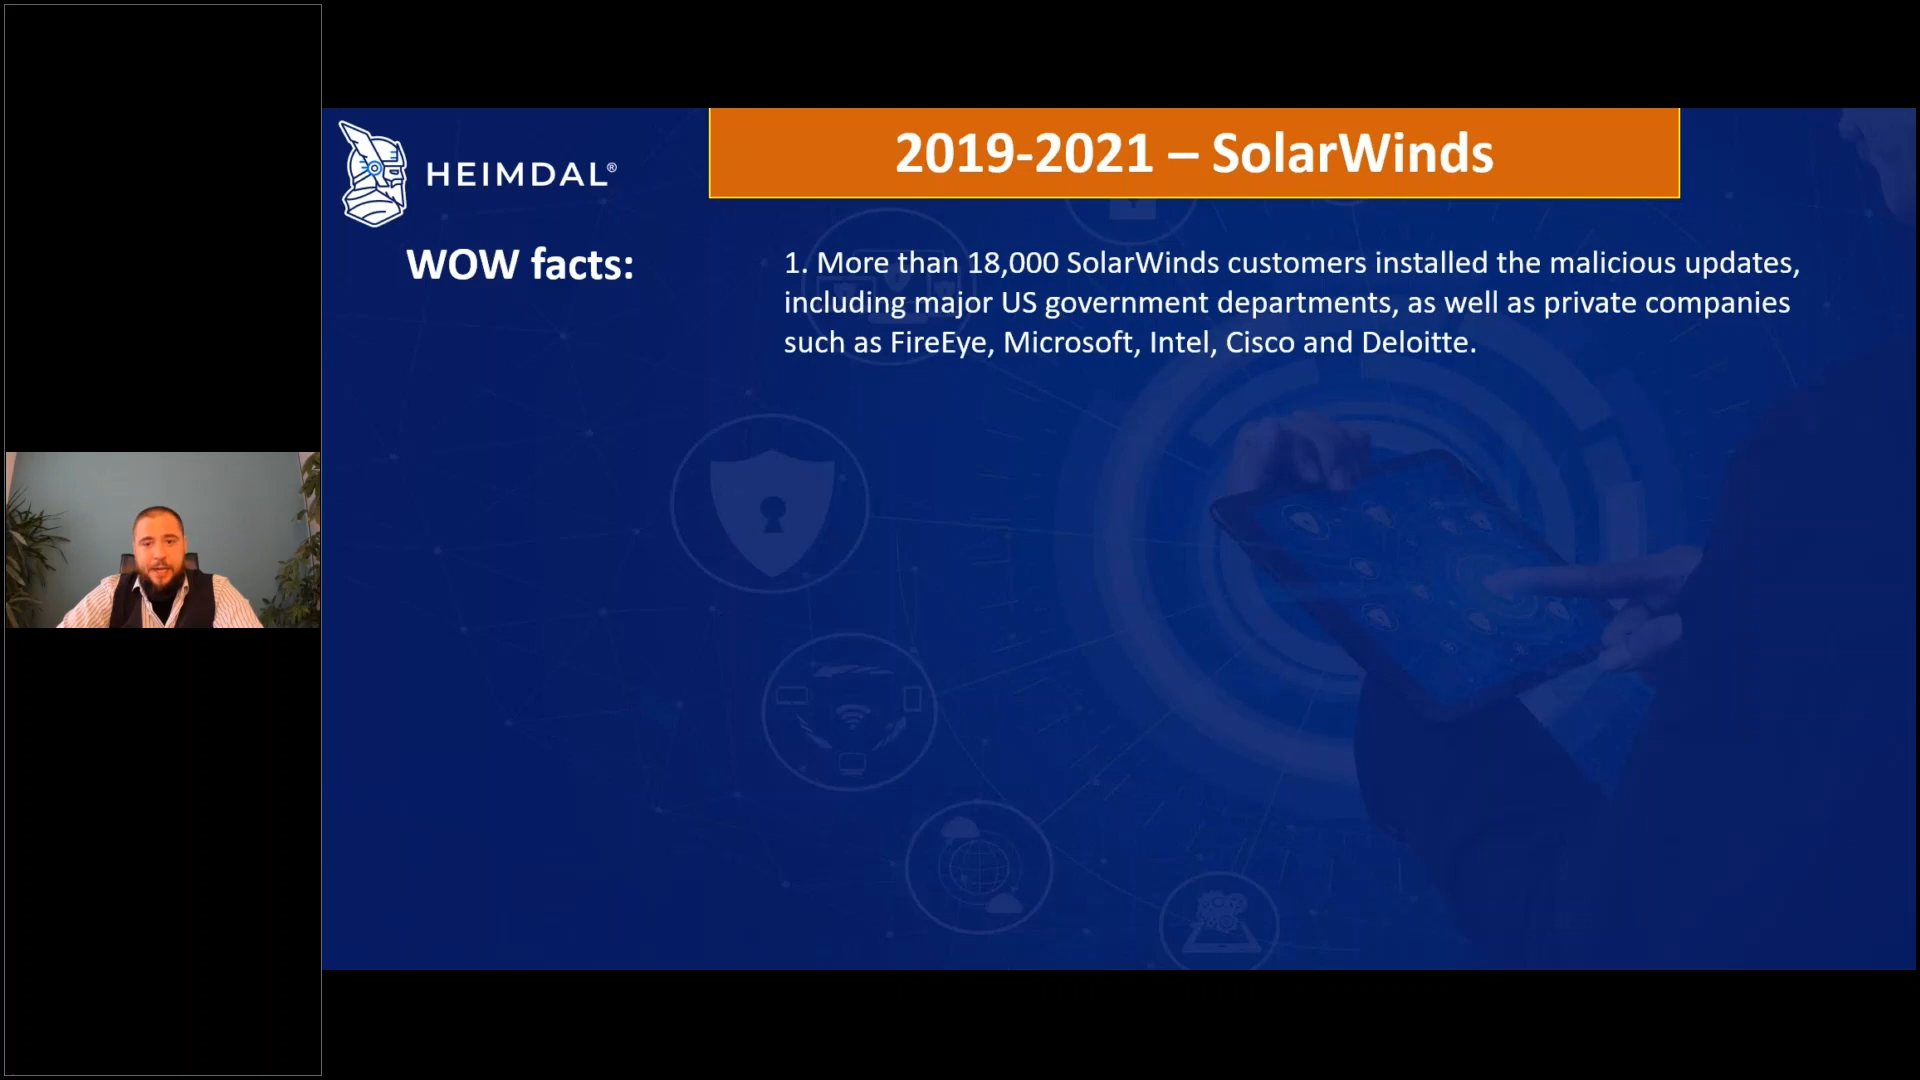 HEIMDAL®
2019-2021 – SolarWinds
WOW facts:
1. More than 18,000 SolarWinds customers installed the malicious updates,
including major US government departments, as well as private companies
such as FireEye, Microsoft, Intel, Cisco and Deloitte.